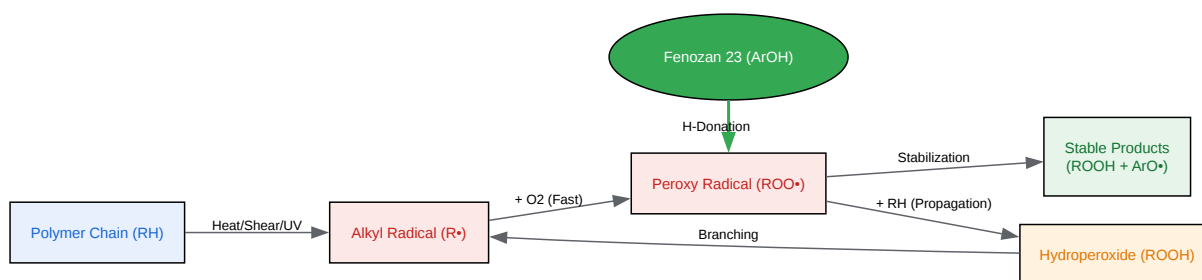 Fenozan 23 (ArOH)
H-Donation
Stable Products
(ROOH + ArO•)
Stabilization
Peroxy Radical (ROO•)
+ O2 (Fast)
+ RH (Propagation)
Polymer Chain (RH)
Heat/Shear/UV
Alkyl Radical (R•)
Branching
Hydroperoxide (ROOH)